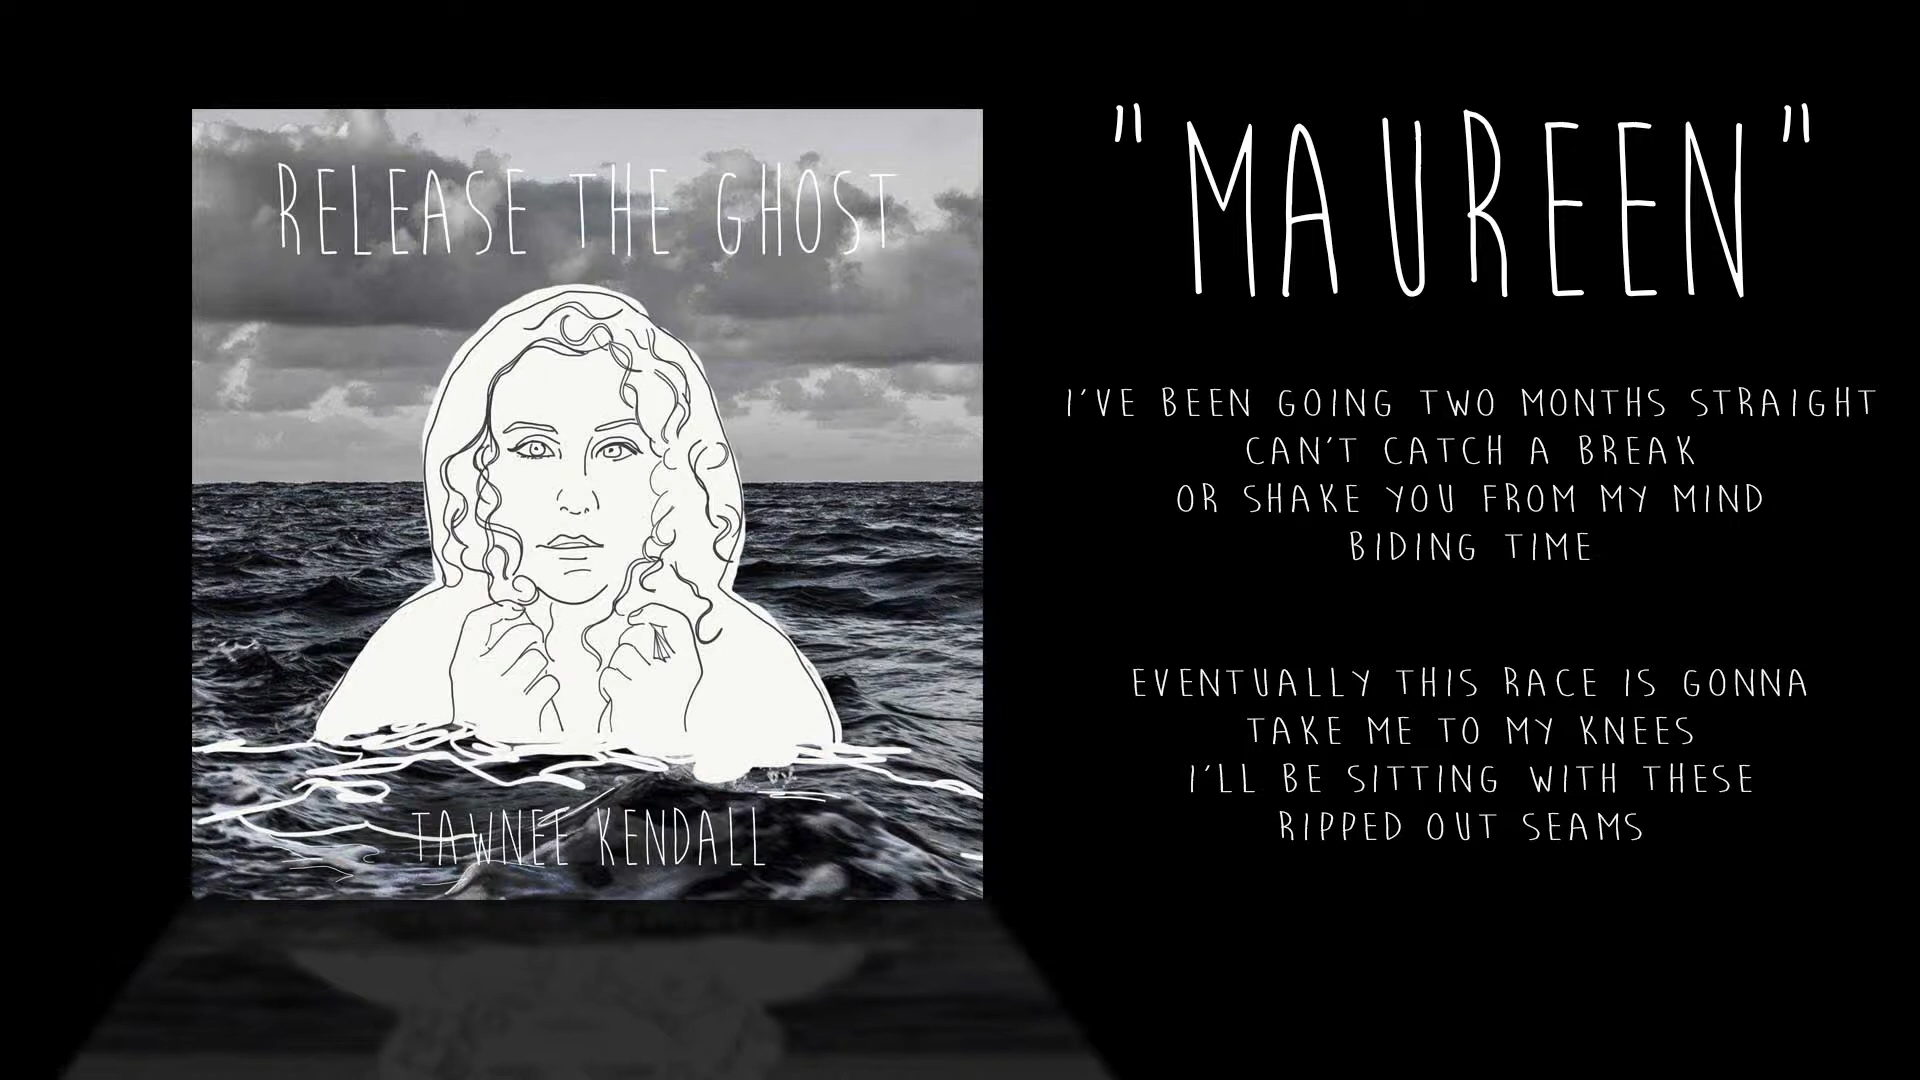 RELEASE THE GHOST
TAWNEE KENDALL
"MAUREEN"
I'VE BEEN GOING TWO MONTHS STRAIGHT
CAN'T CATCH A BREAK
OR SHAKE YOU FROM MY MIND
BIDING TIME
EVENTUALLY THIS RACE IS GONNA
TAKE ME TO MY KNEES
I'LL BE SITTING WITH THESE
RIPPED OUT SEAMS